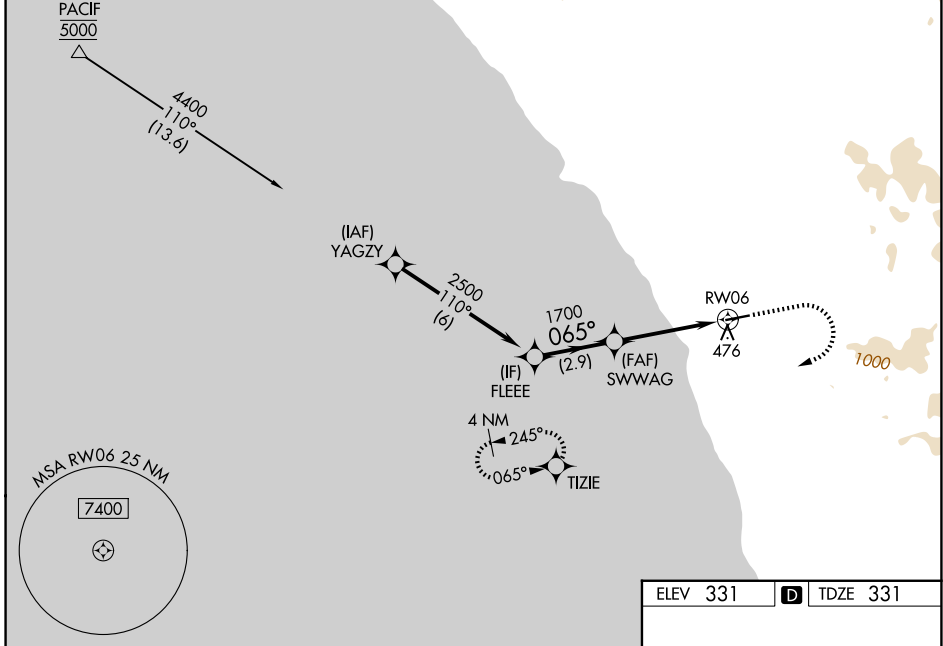 PACIF
5000
4400
110°
(13.6)
(IAF)
YAGZY
2500
110°
(6)
1700
065°
(2.9)
(IF)
FLEEE
(FAF)
SWWAG
RW06
476
1000
4 NM
245°
065°
TIZIE
MSA RW06 25 NM
7400
ELEV 331 D TDZE 331